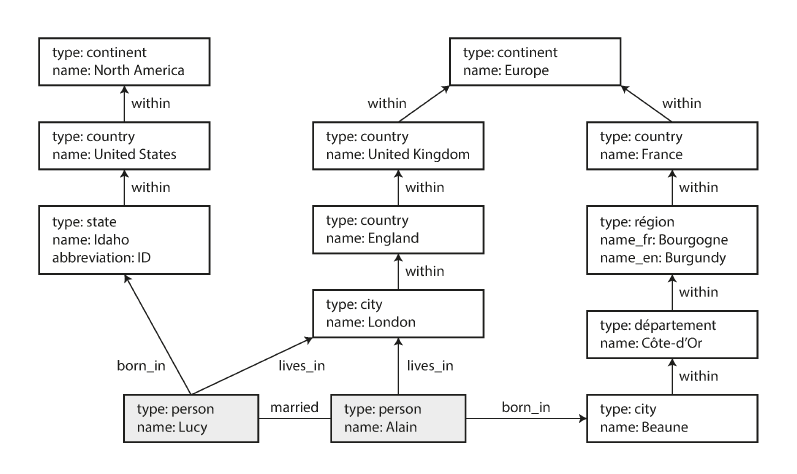 type: continent
name: North America
type: continent
name: Europe
within
within
within
type: country
name: United States
type: country
name: United Kingdom
type: country
name: France
within
within
within
type: state
name: Idaho
abbreviation: ID
type: country
name: England
type: région
name_fr: Bourgogne
name_en: Burgundy
within
within
type: city
name: London
type: département
name: Côte-d'Or
born_in
lives_in
lives_in
within
type: person
name: Lucy
married
type: person
name: Alain
born_in
type: city
name: Beaune